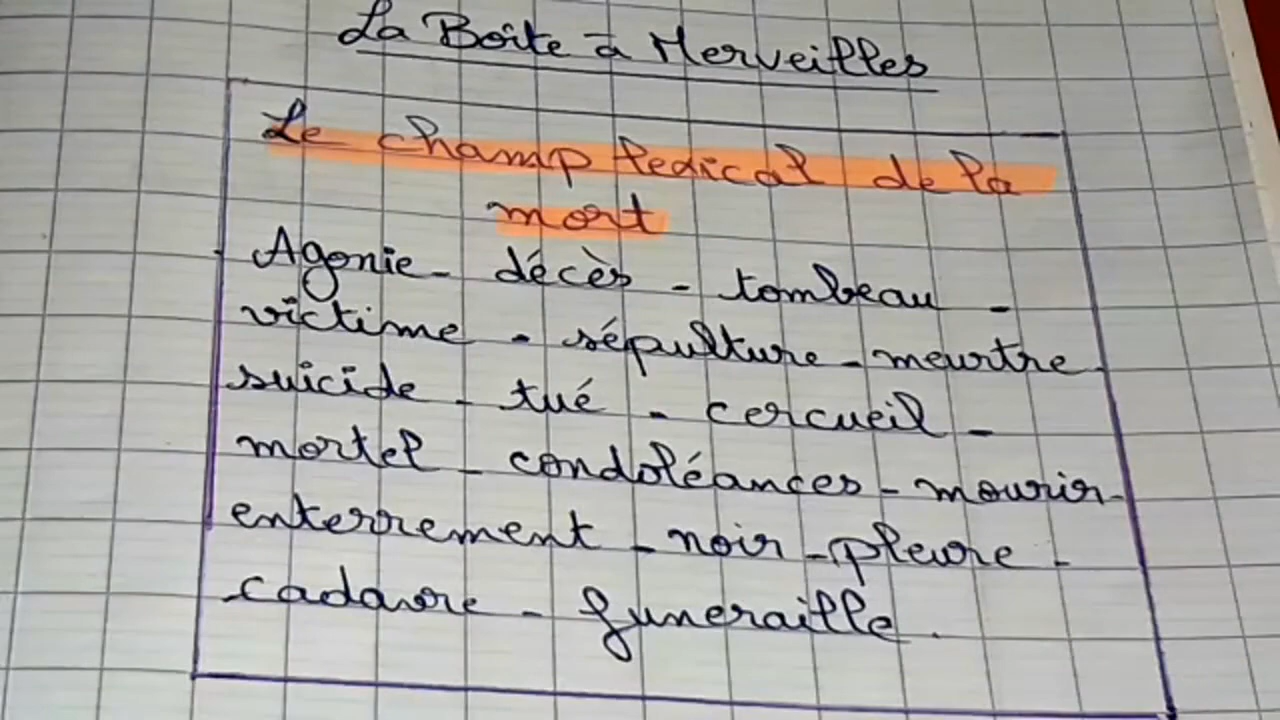 La Boîte à Merveilles
Le champ lexical de la
mort
Agonie - décès - tombeau -
victime - sépulture - meurtre -
suicide - tué - cercueil -
mortel - condoléances - mourir -
enterrement - noir - pleure -
cadavre - funeraille.